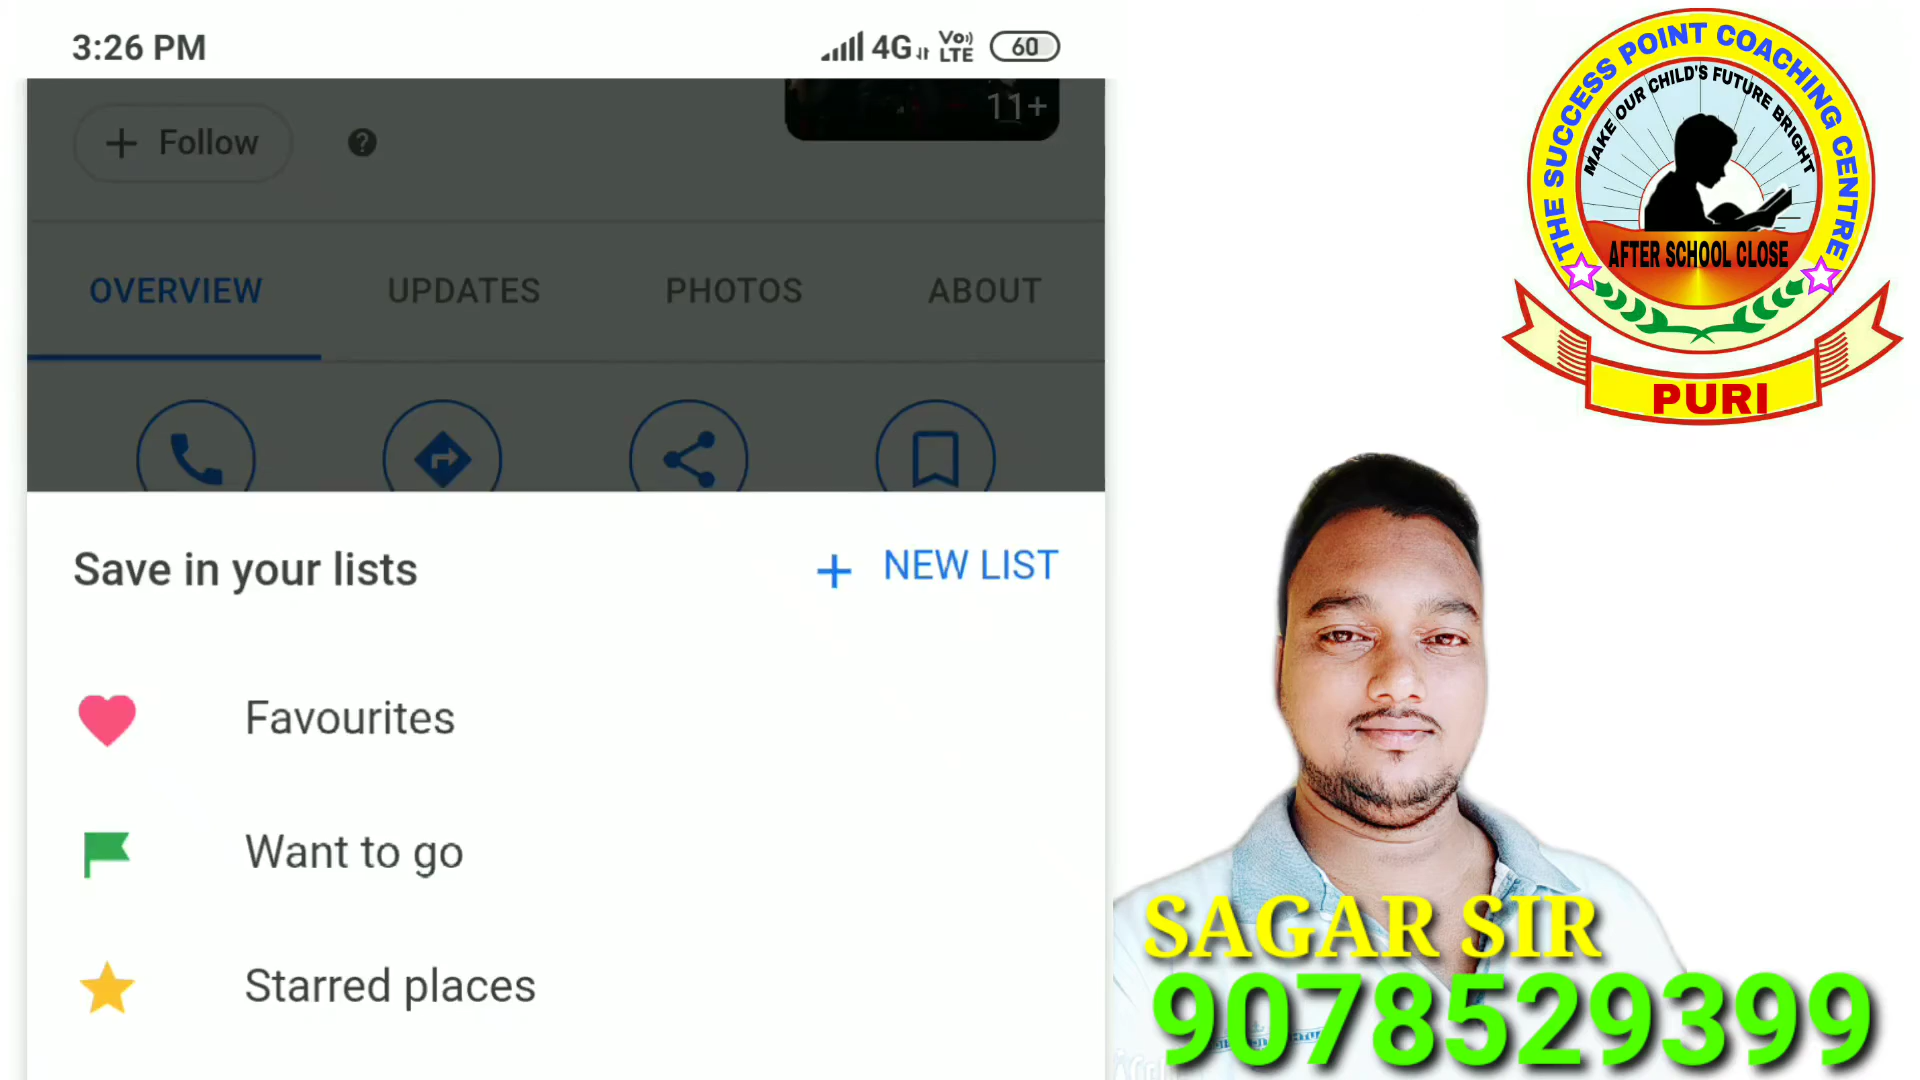 3:26 PM
4G VoLTE 60
11+
+ Follow
OVERVIEW UPDATES PHOTOS ABOUT
Save in your lists
+ NEW LIST
Favourites
Want to go
Starred places
THE SUCCESS POINT COACHING CENTRE
MAKE OUR CHILD'S FUTURE BRIGHT
AFTER SCHOOL CLOSE
PURI
SAGAR SIR
9078529399